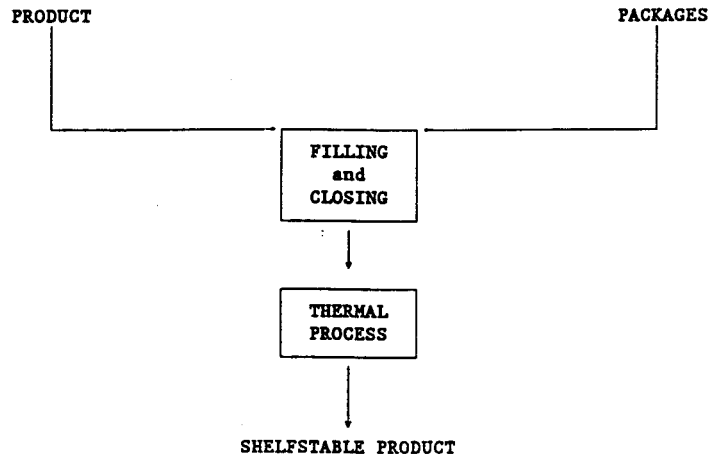 PRODUCT
PACKAGES
FILLING
and
CLOSING
THERMAL
PROCESS
SHELFSTABLE PRODUCT